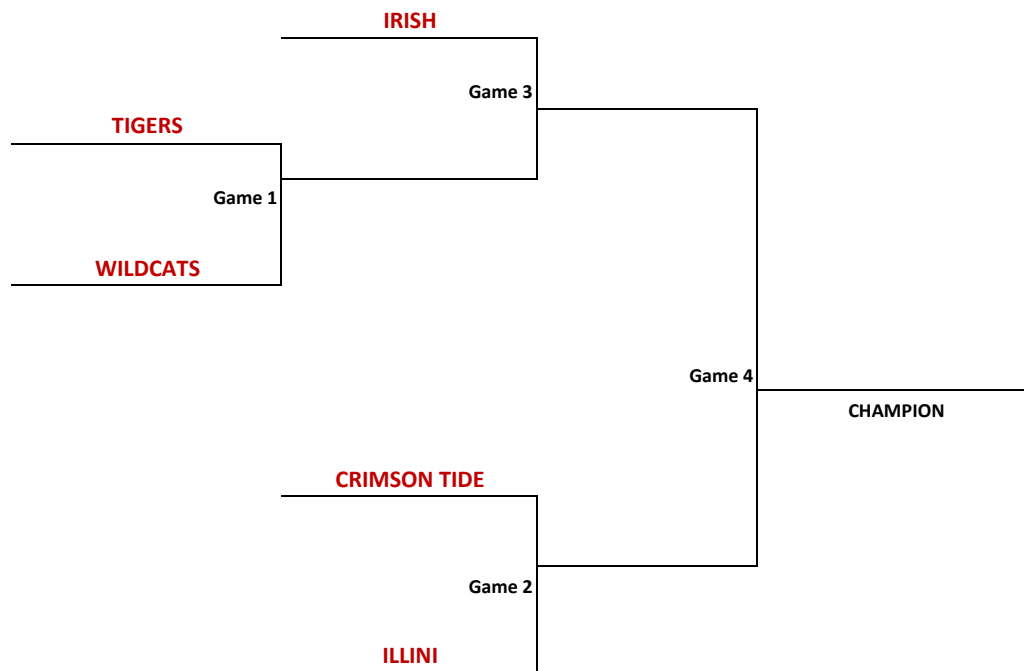 IRISH
Game 3
TIGERS
Game 1
WILDCATS
Game 4
CHAMPION
CRIMSON TIDE
Game 2
ILLINI